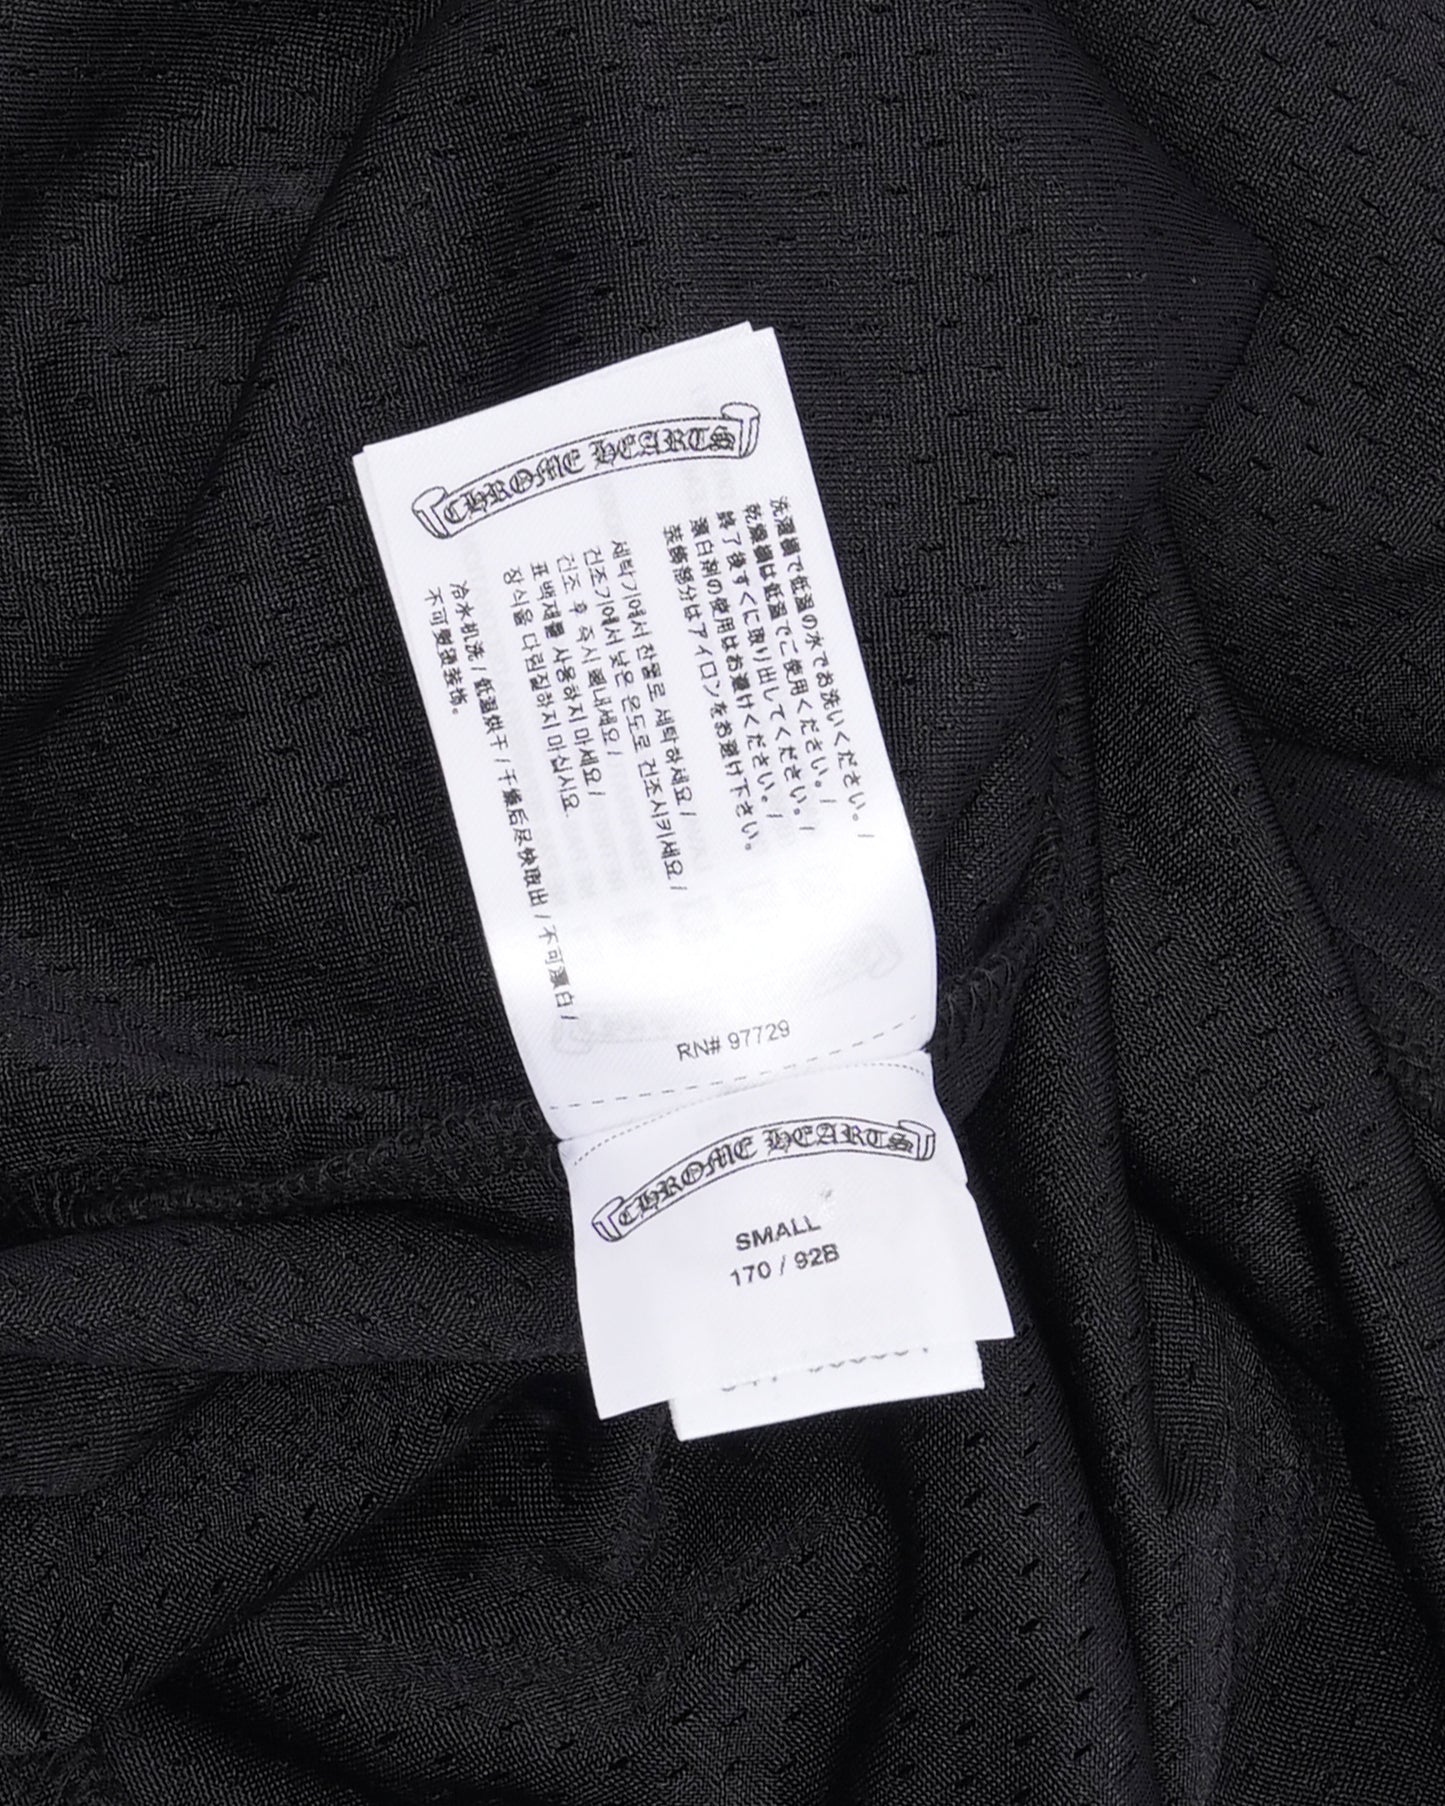 CHROME HEARTS
洗濯機で低温の水でお洗いください。/
乾燥機は低温でご使用ください。/
終了後すぐに取り出してください。/
漂白剤の使用はお避けください。/
装飾部分はアイロンをお避け下さい。
세탁기에서 찬물로 세탁하세요 /
건조기에서 낮은 온도로 건조시키세요 /
건조 후 즉시 꺼내세요 /
표백제를 사용하지 마세요 /
장식을 다림질하지 마십시요
冷水机洗 / 低温烘干 / 干燥后尽快取出 / 不可漂白 /
不可熨烫装饰。
RN# 97729
CHROME HEARTS
SMALL
170 / 92B